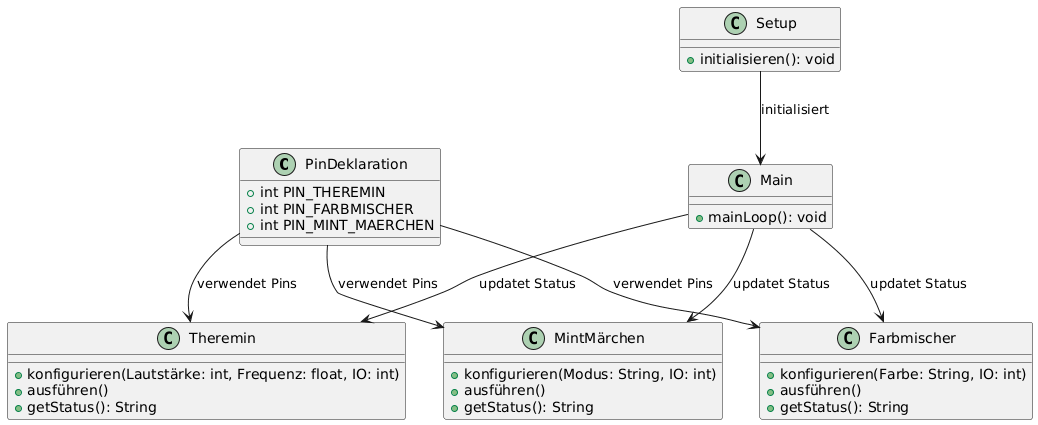 C Setup
+ initialisieren(): void
initialisiert
C PinDeklaration
int PIN_THEREMIN
int PIN_FARBMISCHER
int PIN_MINT_MAERCHEN
C Main
mainLoop(): void
verwendet Pins
verwendet Pins
updatet Status
verwendet Pins
updatet Status
updatet Status
C Theremin
konfigurieren(Lautstärke: int, Frequenz: float, IO: int)
ausführen()
getStatus(): String
C MintMärchen
konfigurieren(Modus: String, IO: int)
ausführen()
getStatus(): String
C Farbmischer
konfigurieren(Farbe: String, IO: int)
ausführen()
getStatus(): String